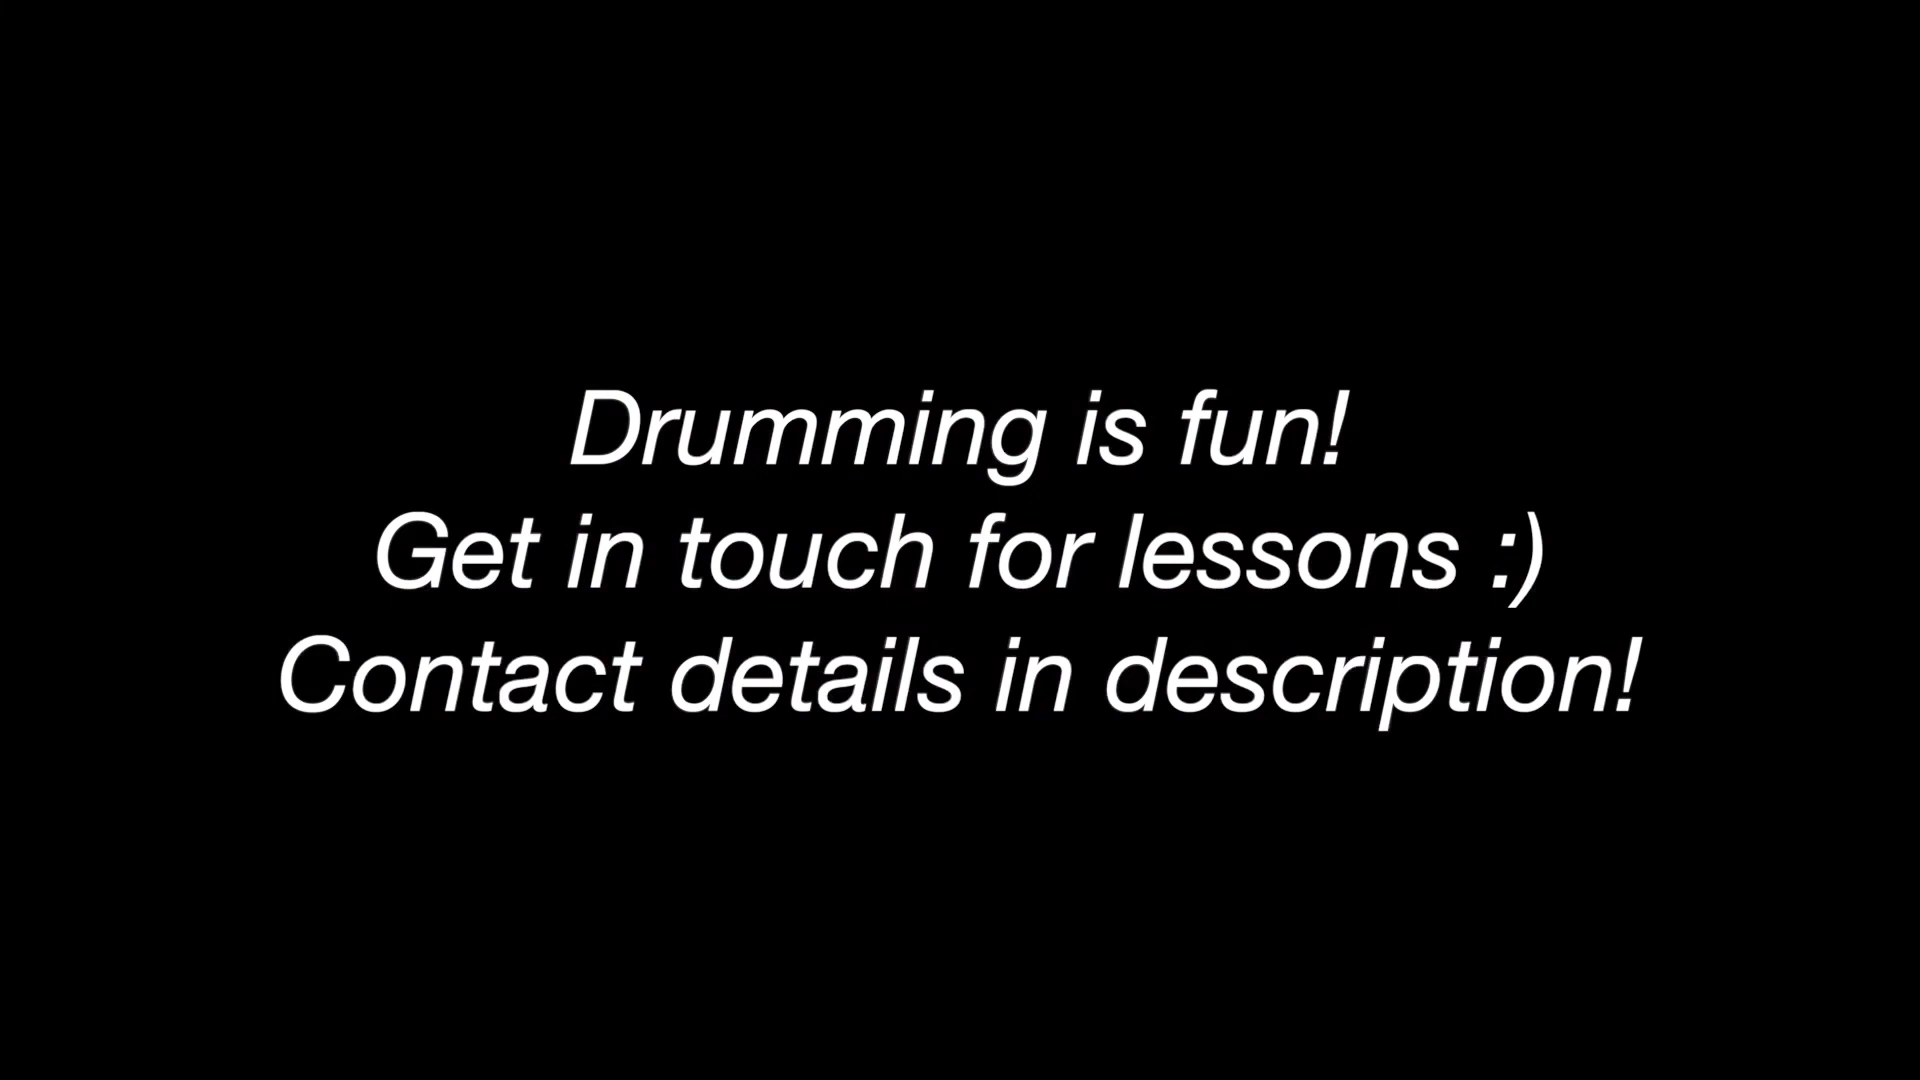 Drumming is fun!
Get in touch for lessons :)
Contact details in description!